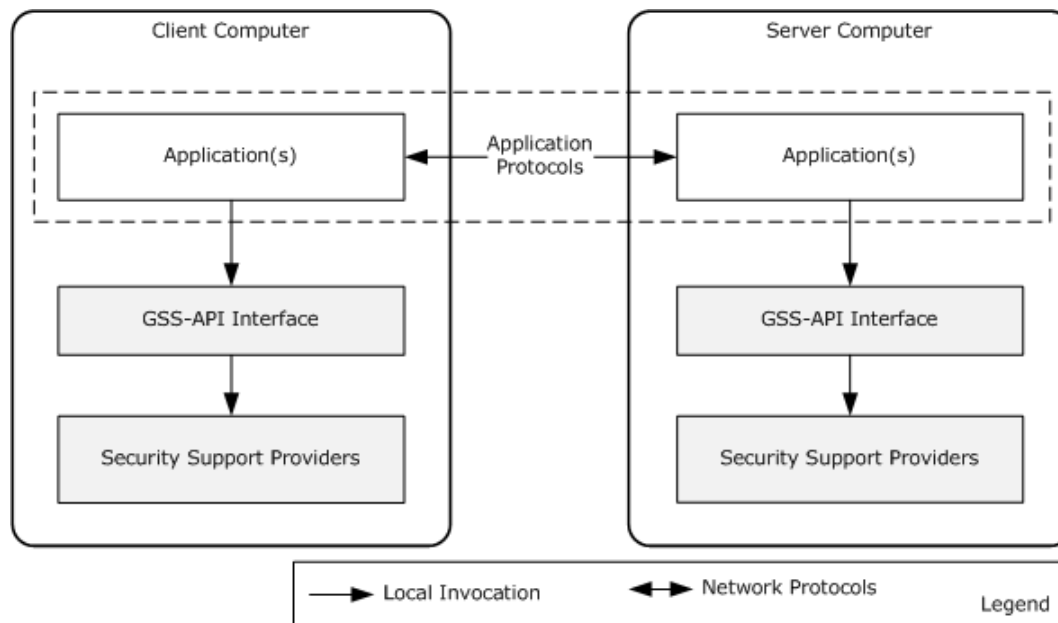 Client Computer
Server Computer
Application(s)
Application
Protocols
Application(s)
GSS-API Interface
GSS-API Interface
Security Support Providers
Security Support Providers
Local Invocation
Network Protocols
Legend